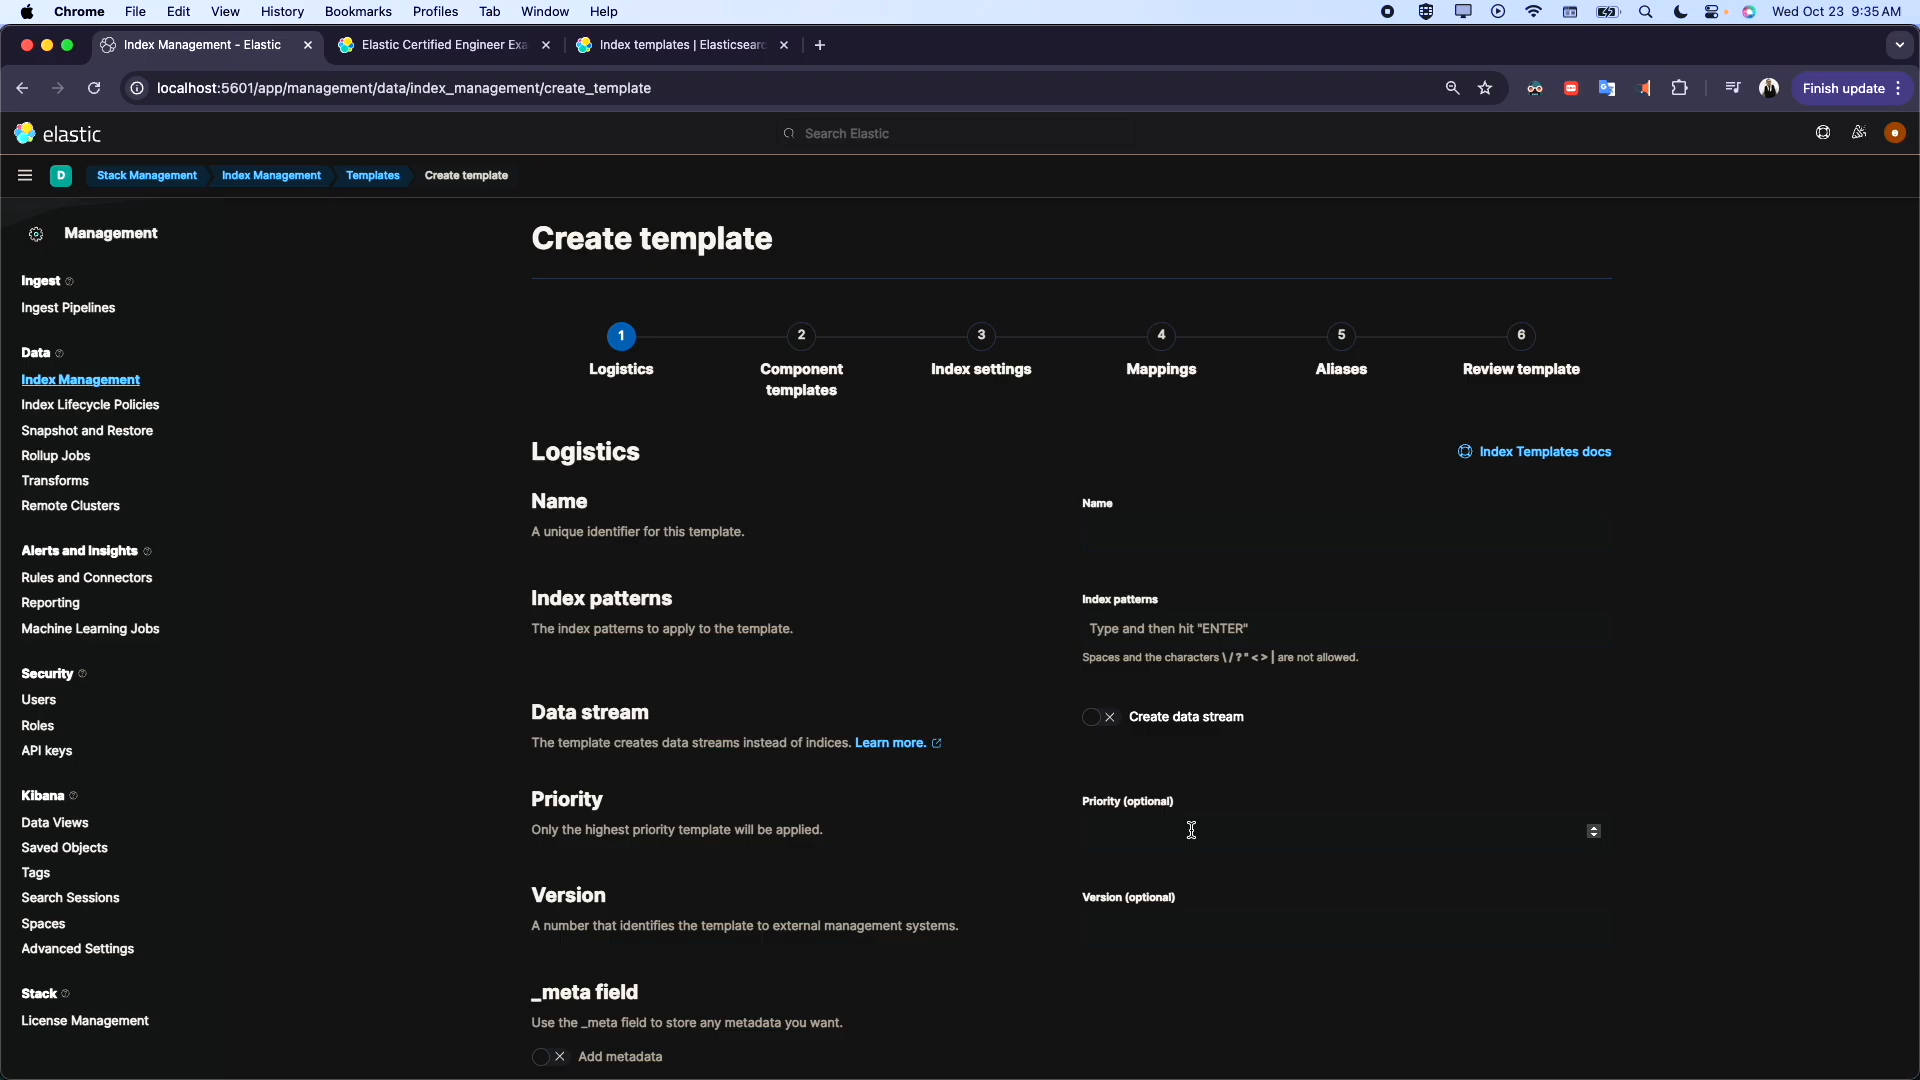 Chrome File Edit View History Bookmarks Profiles Tab Window Help Wed Oct 23 9:35 AM
Index Management - Elastic Elastic Certified Engineer Exa Index templates | Elasticsearc
localhost:5601/app/management/data/index_management/create_template Finish update
elastic Search Elastic e
D Stack Management Index Management Templates Create template
Management
Ingest
Ingest Pipelines
Data
Index Management
Index Lifecycle Policies
Snapshot and Restore
Rollup Jobs
Transforms
Remote Clusters
Alerts and Insights
Rules and Connectors
Reporting
Machine Learning Jobs
Security
Users
Roles
API keys
Kibana
Data Views
Saved Objects
Tags
Search Sessions
Spaces
Advanced Settings
Stack
License Management
Create template
1 2 3 4 5 6
Logistics Component Index settings Mappings Aliases Review template
templates
Logistics Index Templates docs
Name Name
A unique identifier for this template.
Index patterns Index patterns
The index patterns to apply to the template. Type and then hit "ENTER"
Spaces and the characters \ / ? " < > | are not allowed.
Data stream Create data stream
The template creates data streams instead of indices. Learn more.
Priority Priority (optional)
Only the highest priority template will be applied.
Version Version (optional)
A number that identifies the template to external management systems.
_meta field
Use the _meta field to store any metadata you want.
Add metadata